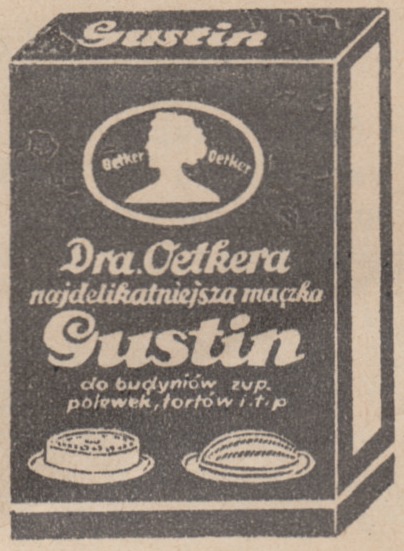 Gustin
Oetker Oetker
Dra. Oetkera
najdelikatniejsza mączka
Gustin
do budyniów zup.
polewek, tortów i.t.p